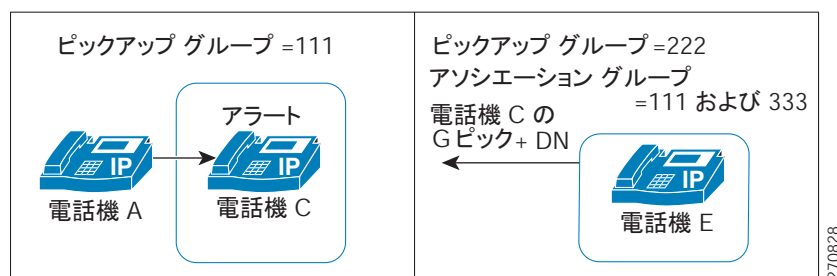 ピックアップ グループ =111
アラート
IP
IP
電話機 A
電話機 C
ピックアップ グループ=222
アソシエーション グループ
=111 および 333
電話機 C の
Gピック+ DN
IP
電話機 E
270828